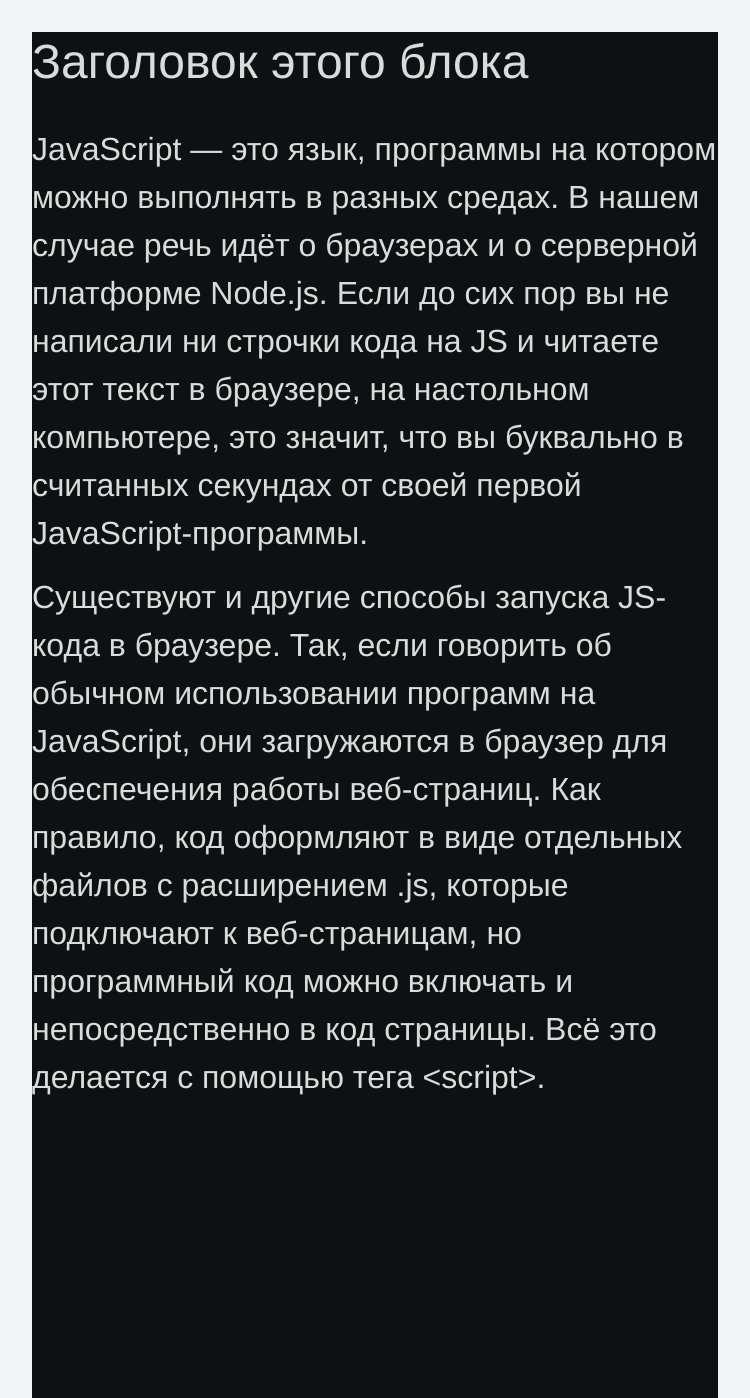 Заголовок этого блока
JavaScript — это язык, программы на котором
можно выполнять в разных средах. В нашем
случае речь идёт о браузерах и о серверной
платформе Node.js. Если до сих пор вы не
написали ни строчки кода на JS и читаете
этот текст в браузере, на настольном
компьютере, это значит, что вы буквально в
считанных секундах от своей первой
JavaScript-программы.
Существуют и другие способы запуска JS-
кода в браузере. Так, если говорить об
обычном использовании программ на
JavaScript, они загружаются в браузер для
обеспечения работы веб-страниц. Как
правило, код оформляют в виде отдельных
файлов с расширением .js, которые
подключают к веб-страницам, но
программный код можно включать и
непосредственно в код страницы. Всё это
делается с помощью тега <script>.